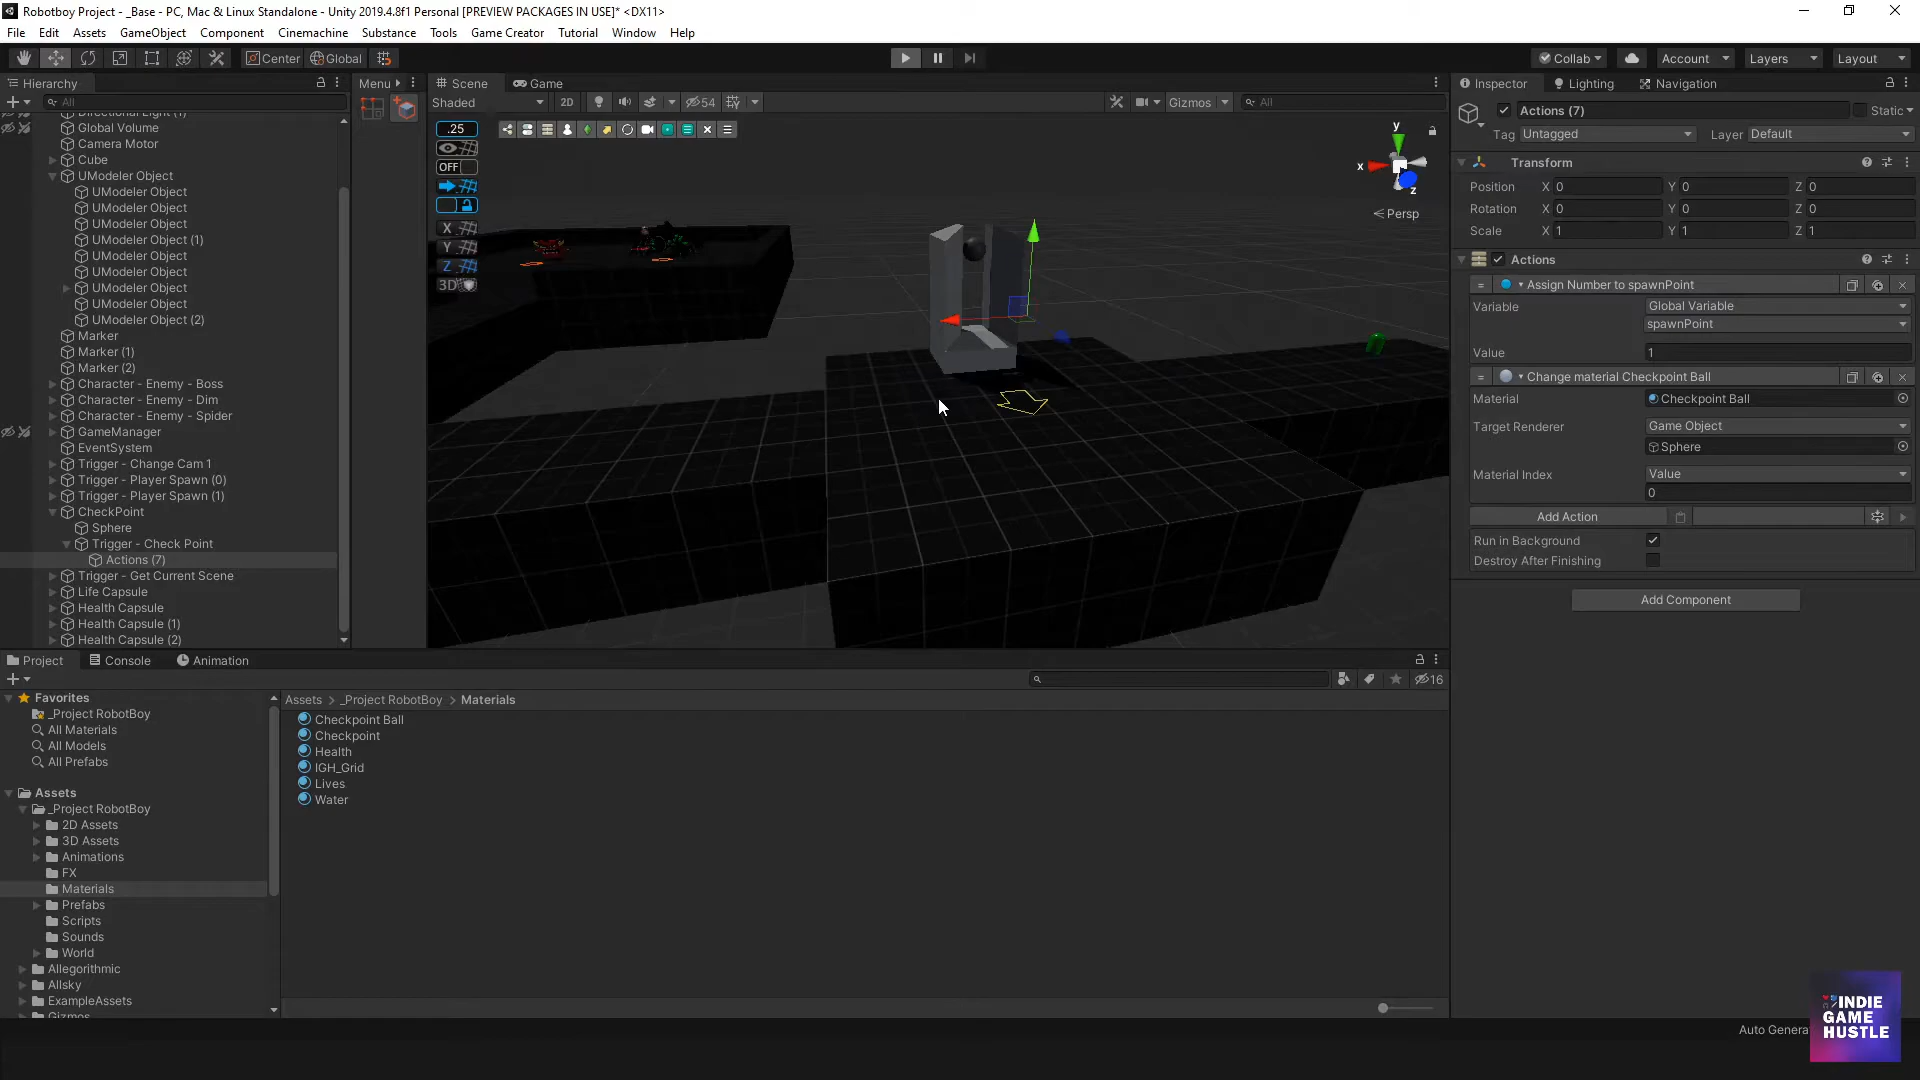 Robotboy Project - _Base - PC, Mac & Linux Standalone - Unity 2019.4.8f1 Personal [PREVIEW PACKAGES IN USE]* <DX11>
File Edit Assets GameObject Component Cinemachine Substance Tools Game Creator Tutorial Window Help
Center Global Collab Account Layers Layout
Hierarchy
All
Directional Light (1)
Global Volume
Camera Motor
Cube
UModeler Object
UModeler Object
UModeler Object
UModeler Object
UModeler Object (1)
UModeler Object
UModeler Object
UModeler Object
UModeler Object
UModeler Object (2)
Marker
Marker (1)
Marker (2)
Character - Enemy - Boss
Character - Enemy - Dim
Character - Enemy - Spider
GameManager
EventSystem
Trigger - Change Cam 1
Trigger - Player Spawn (0)
Trigger - Player Spawn (1)
CheckPoint
Sphere
Trigger - Check Point
Actions (7)
Trigger - Get Current Scene
Life Capsule
Health Capsule
Health Capsule (1)
Health Capsule (2)
Menu
Scene Game
Shaded 2D 54 Gizmos All
.25
OFF
X
Y
Z
3D
y
x
z
Persp
Inspector Lighting Navigation
Actions (7) Static
Tag Untagged Layer Default
Transform
Position X 0 Y 0 Z 0
Rotation X 0 Y 0 Z 0
Scale X 1 Y 1 Z 1
Actions
= Assign Number to spawnPoint
Variable Global Variable
spawnPoint
Value 1
= Change material Checkpoint Ball
Material Checkpoint Ball
Target Renderer Game Object
Sphere
Material Index Value
0
Add Action
Run in Background
Destroy After Finishing
Add Component
Project Console Animation
16
Favorites
_Project RobotBoy
All Materials
All Models
All Prefabs
Assets
_Project RobotBoy
2D Assets
3D Assets
Animations
FX
Materials
Prefabs
Scripts
Sounds
World
Allegorithmic
Allsky
ExampleAssets
Gizmos
Assets > _Project RobotBoy > Materials
Checkpoint Ball
Checkpoint
Health
IGH_Grid
Lives
Water
Auto Genera
INDIE
GAME
HUSTLE